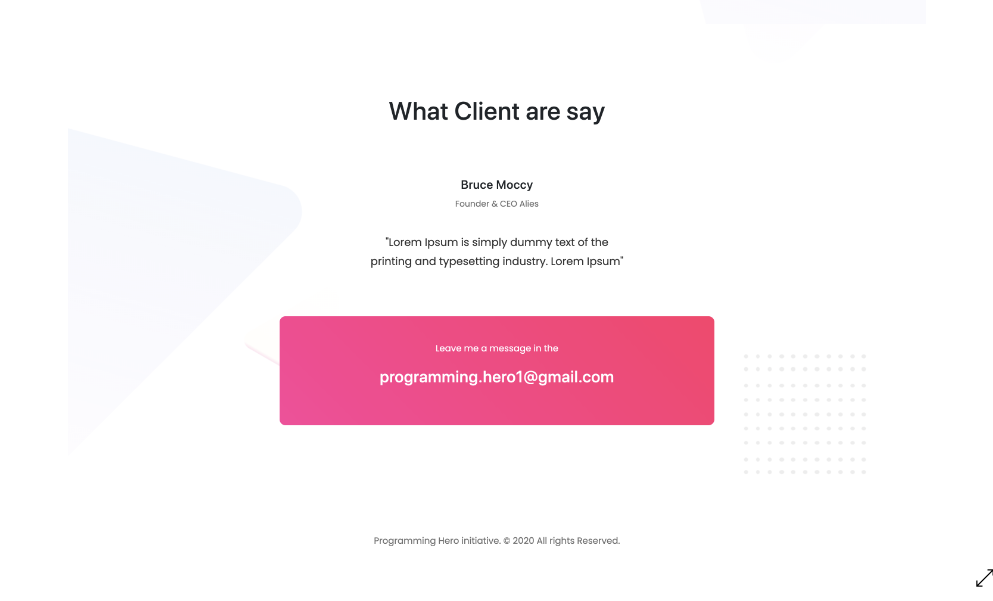 What Client are say
Bruce Moccy
Founder & CEO Alies
"Lorem Ipsum is simply dummy text of the
printing and typesetting industry. Lorem Ipsum"
Leave me a message in the
programming.hero1@gmail.com
Programming Hero initiative. © 2020 All rights Reserved.